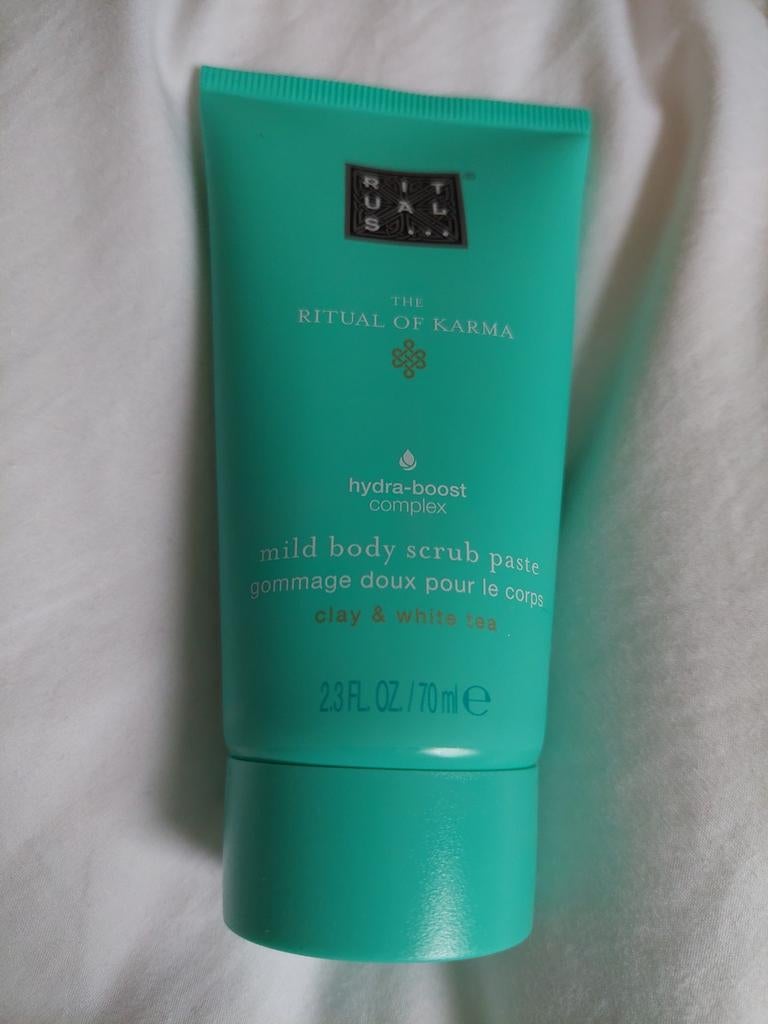 RIT
UAL
S...
®
THE
RITUAL OF KARMA
hydra-boost
complex
mild body scrub paste
gommage doux pour le corps
clay & white tea
2.3 FL. OZ. / 70 ml ℮